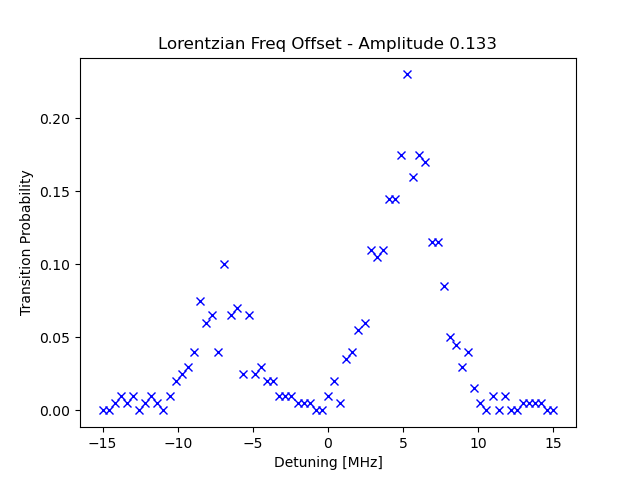 Lorentzian Freq Offset - Amplitude 0.133
Transition Probability
0.20
0.15
0.10
0.05
0.00
−15 −10 −5 0 5 10 15
Detuning [MHz]